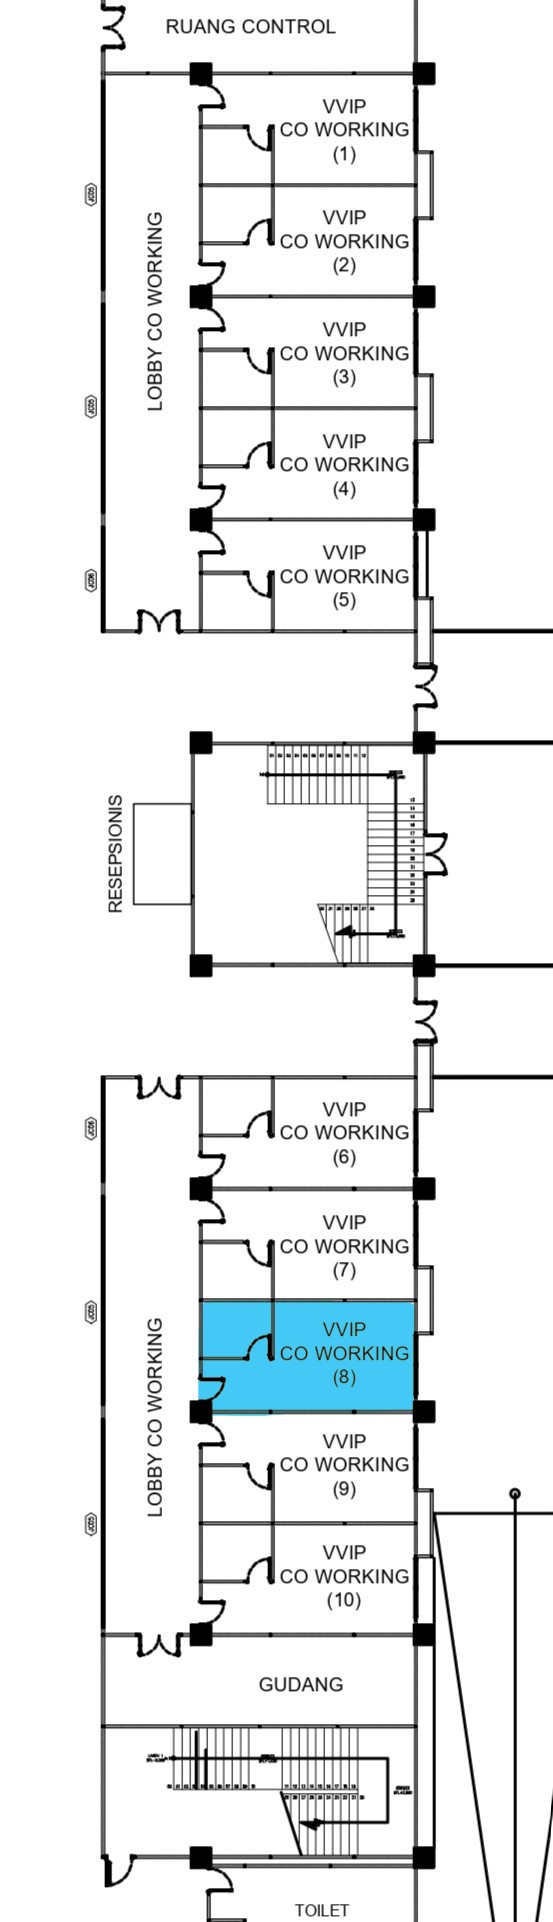 RUANG CONTROL
VVIP
CO WORKING
(1)
VVIP
CO WORKING
(2)
LOBBY CO WORKING
VVIP
CO WORKING
(3)
VVIP
CO WORKING
(4)
VVIP
CO WORKING
(5)
RESEPSIONIS
VVIP
CO WORKING
(6)
VVIP
CO WORKING
(7)
VVIP
CO WORKING
(8)
LOBBY CO WORKING
VVIP
CO WORKING
(9)
VVIP
CO WORKING
(10)
GUDANG
TOILET